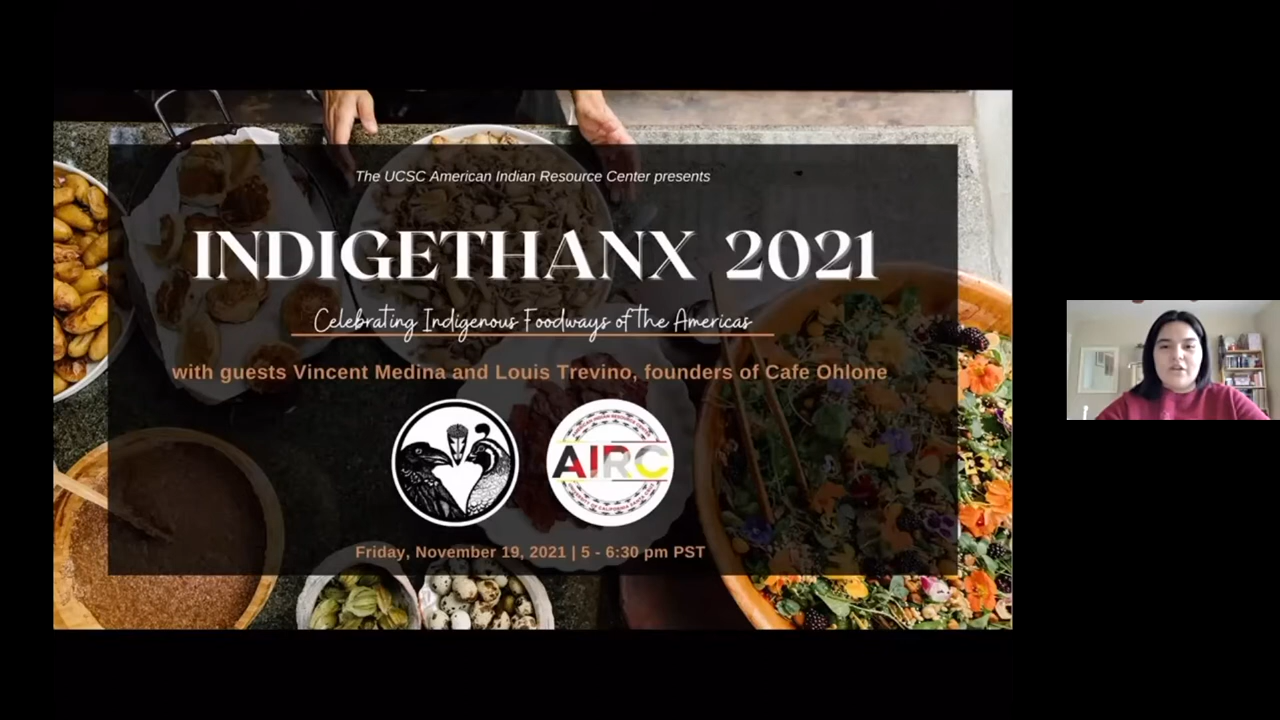 The UCSC American Indian Resource Center presents
INDIGETHANX 2021
Celebrating Indigenous Foodways of the Americas
with guests Vincent Medina and Louis Trevino, founders of Cafe Ohlone
AIRC
Friday, November 19, 2021 | 5 - 6:30 pm PST